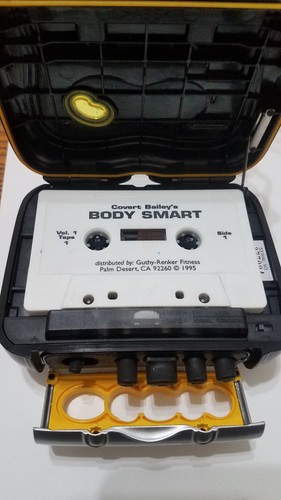 Covert Bailey's
BODY SMART
Vol. 1
Tape
1
Side
1
distributed by: Guthy-Renker Fitness
Palm Desert, CA 92260 © 1995